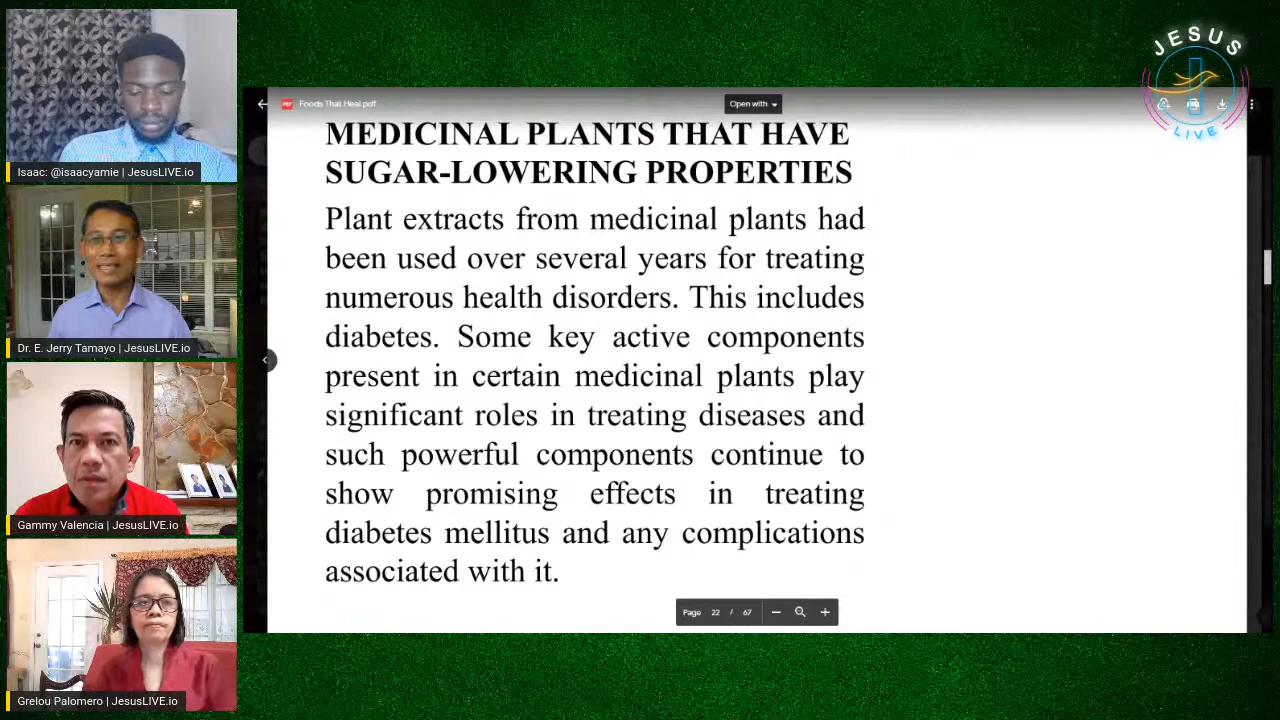 Isaac: @isaacyamie | JesusLIVE.io
Dr. E. Jerry Tamayo | JesusLIVE.io
Gammy Valencia | JesusLIVE.io
Grelou Palomero | JesusLIVE.io
JESUS
LIVE
PDF Foods That Heal.pdf
Open with
MEDICINAL PLANTS THAT HAVE
SUGAR-LOWERING PROPERTIES
Plant extracts from medicinal plants had
been used over several years for treating
numerous health disorders. This includes
diabetes. Some key active components
present in certain medicinal plants play
significant roles in treating diseases and
such powerful components continue to
show promising effects in treating
diabetes mellitus and any complications
associated with it.
Page 22 / 67